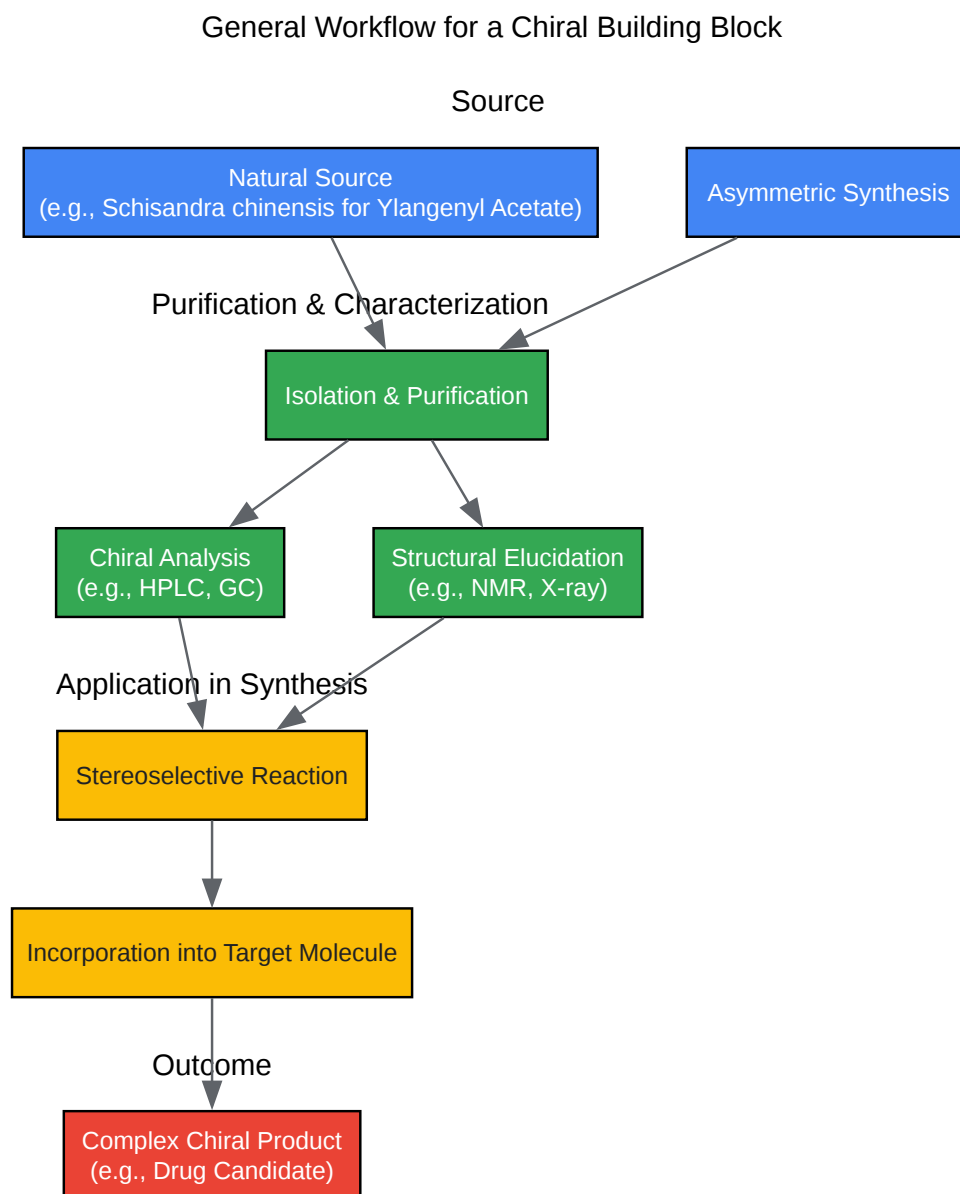 General Workflow for a Chiral Building Block
Source
Natural Source
(e.g., Schisandra chinensis for Ylangenyl Acetate)
Asymmetric Synthesis
Purification & Characterization
Isolation & Purification
Chiral Analysis
(e.g., HPLC, GC)
Structural Elucidation
(e.g., NMR, X-ray)
Application in Synthesis
Stereoselective Reaction
Incorporation into Target Molecule
Outcome
Complex Chiral Product
(e.g., Drug Candidate)